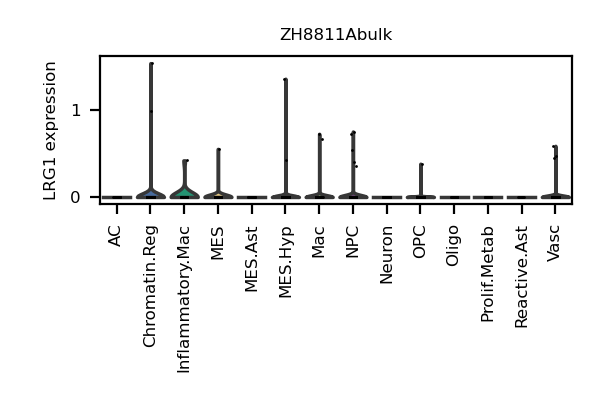 ZH8811Abulk
LRG1 expression
1
0
AC
Chromatin.Reg
Inflammatory.Mac
MES
MES.Ast
MES.Hyp
Mac
NPC
Neuron
OPC
Oligo
Prolif.Metab
Reactive.Ast
Vasc